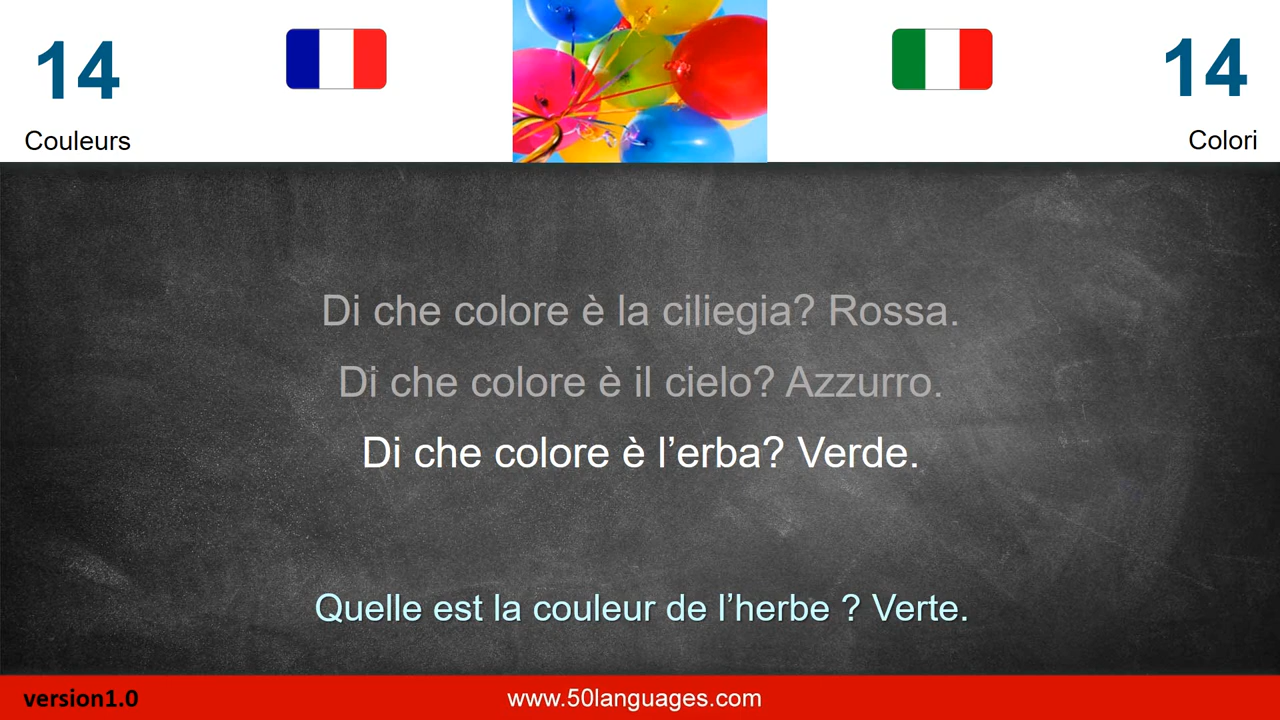 14
14
Couleurs
Colori
Di che colore è la ciliegia? Rossa.
Di che colore è il cielo? Azzurro.
Di che colore è l’erba? Verde.
Quelle est la couleur de l’herbe ? Verte.
version1.0
www.50languages.com